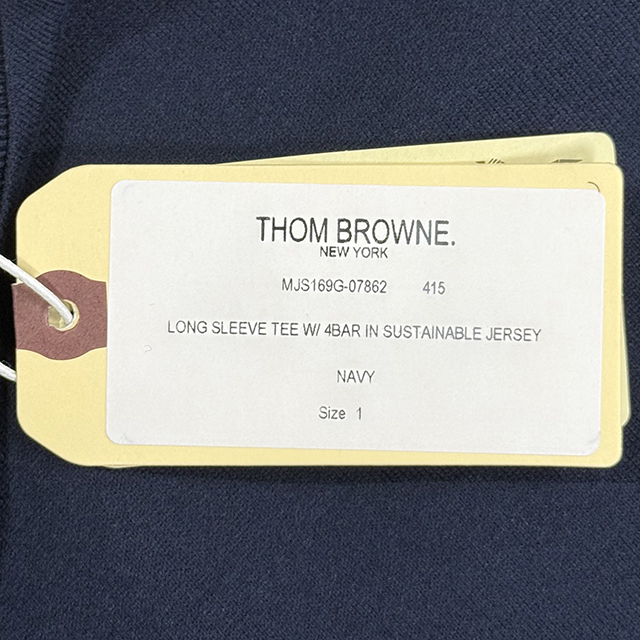 THOM BROWNE.
NEW YORK
MJS169G-07862 415
LONG SLEEVE TEE W/ 4BAR IN SUSTAINABLE JERSEY
NAVY
Size 1